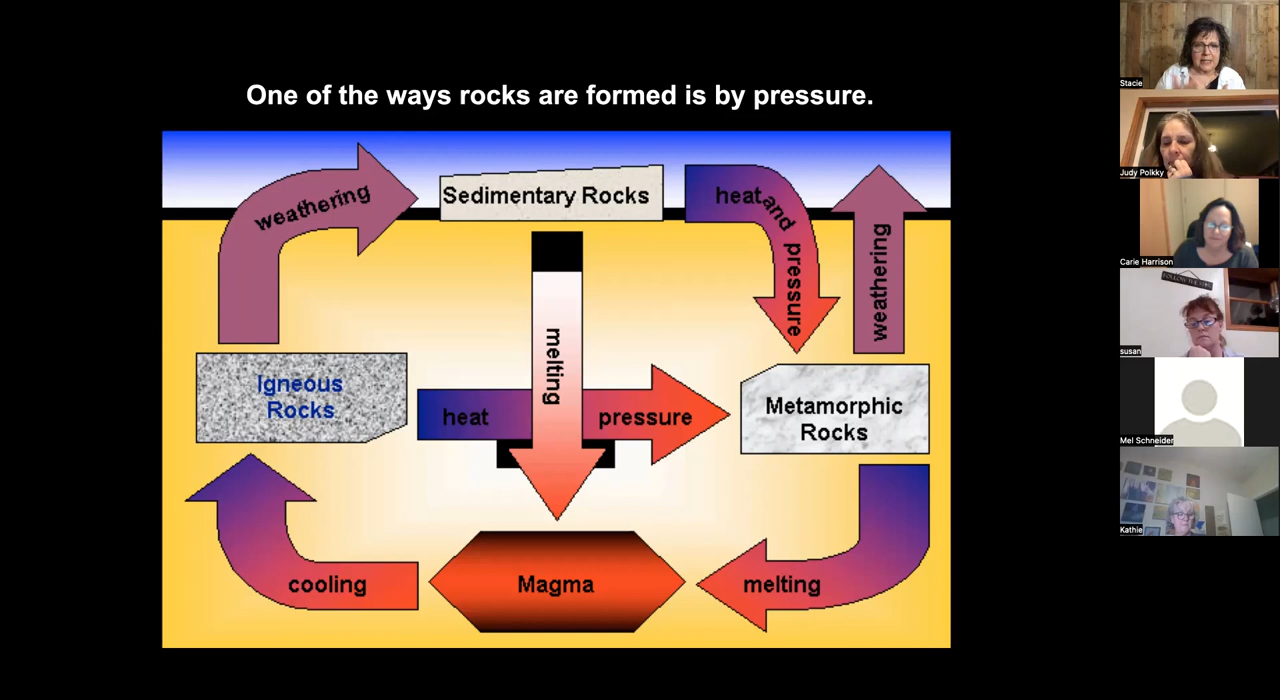 One of the ways rocks are formed is by pressure.
weathering
Sedimentary Rocks
heat and pressure
weathering
melting
Igneous
Rocks
heat
pressure
Metamorphic
Rocks
cooling
Magma
melting
Stacie
Judy Polkky
Carie Harrison
susan
Mel Schneider
Kathie